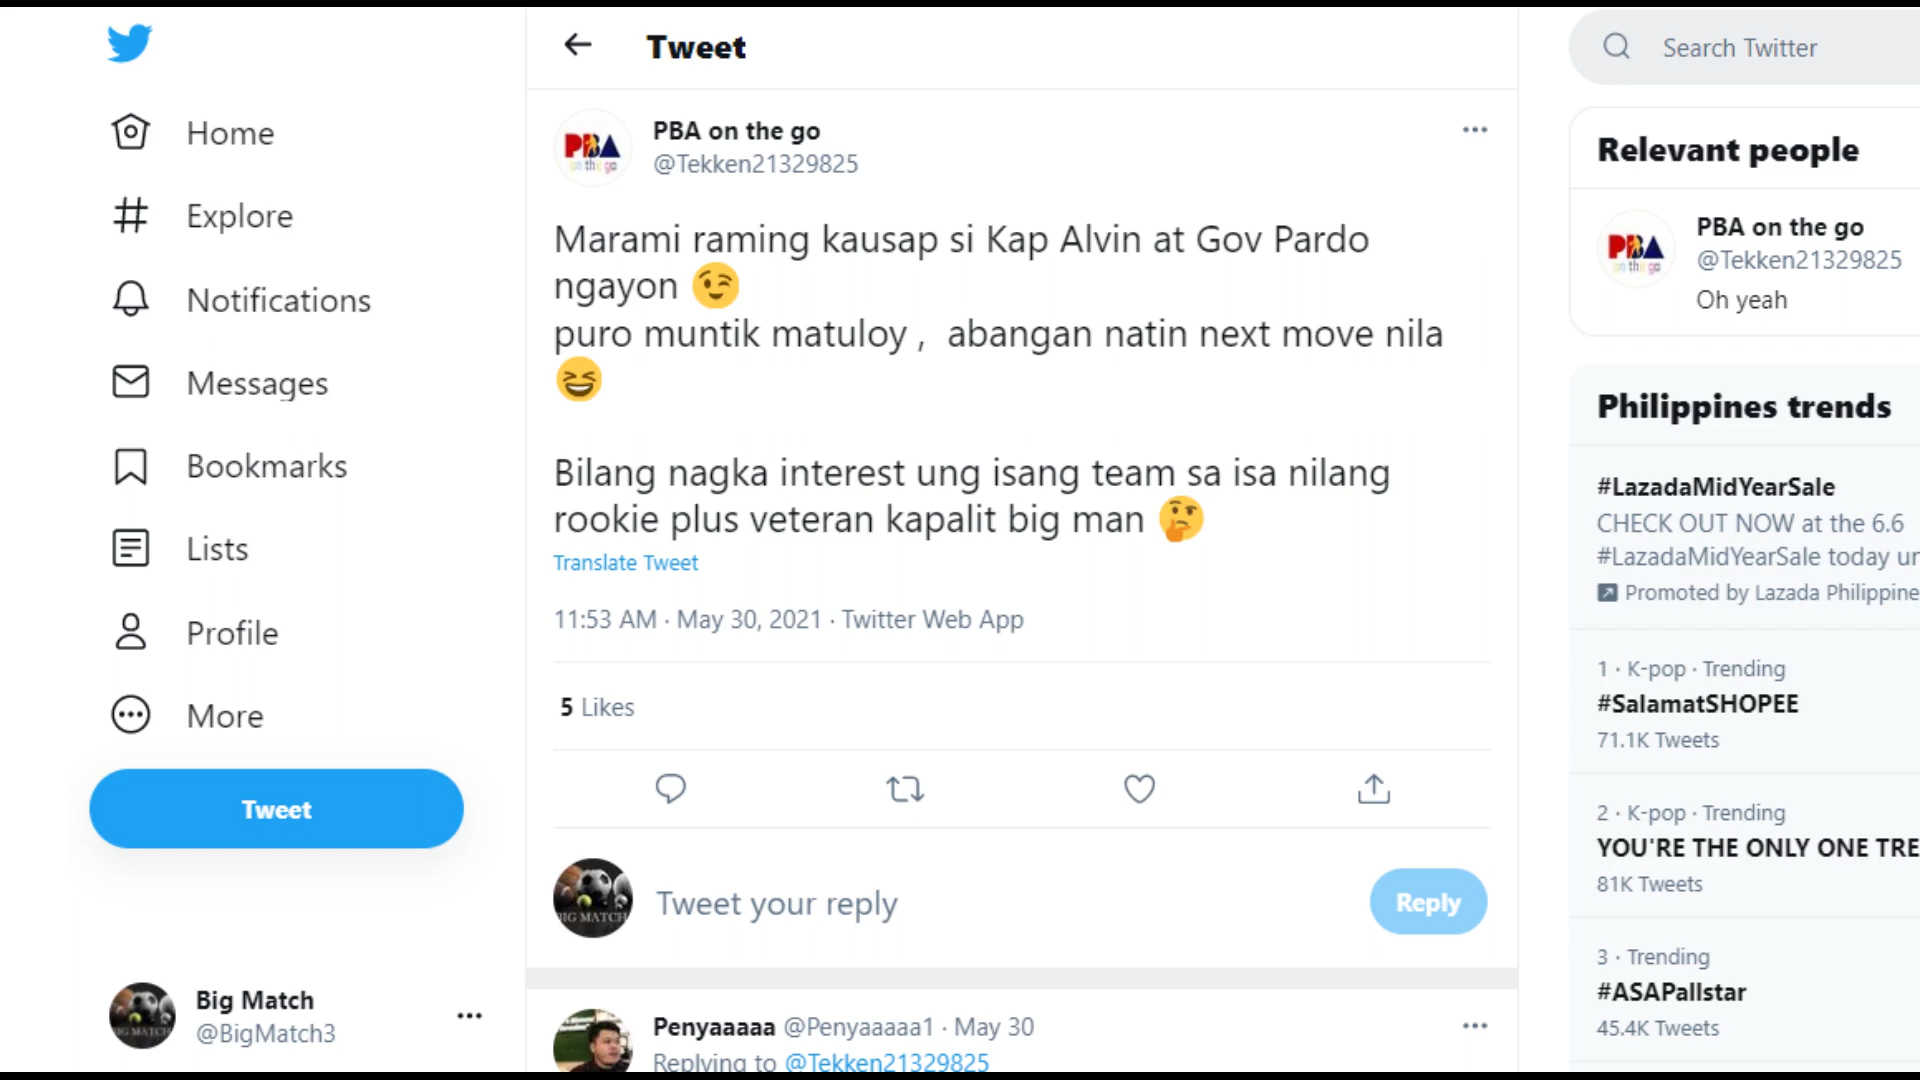 Home
Explore
Notifications
Messages
Bookmarks
Lists
Profile
More
Tweet
Big Match
@BigMatch3
Tweet
PBA on the go
@Tekken21329825
Marami raming kausap si Kap Alvin at Gov Pardo
ngayon 😉
puro muntik matuloy , abangan natin next move nila
😆
Bilang nagka interest ung isang team sa isa nilang
rookie plus veteran kapalit big man 🤔
Translate Tweet
11:53 AM · May 30, 2021 · Twitter Web App
5 Likes
BIG MATCH
Tweet your reply
Reply
Penyaaaaa @Penyaaaaa1 · May 30
Replying to @Tekken21329825
Search Twitter
Relevant people
PBA on the go
@Tekken21329825
Oh yeah
Philippines trends
#LazadaMidYearSale
CHECK OUT NOW at the 6.6
#LazadaMidYearSale today
Promoted by Lazada
1 · K-pop · Trending
#SalamatSHOPEE
71.1K Tweets
2 · K-pop · Trending
YOU'RE THE ONLY ONE
81K Tweets
3 · Trending
#ASAPallstar
45.4K Tweets